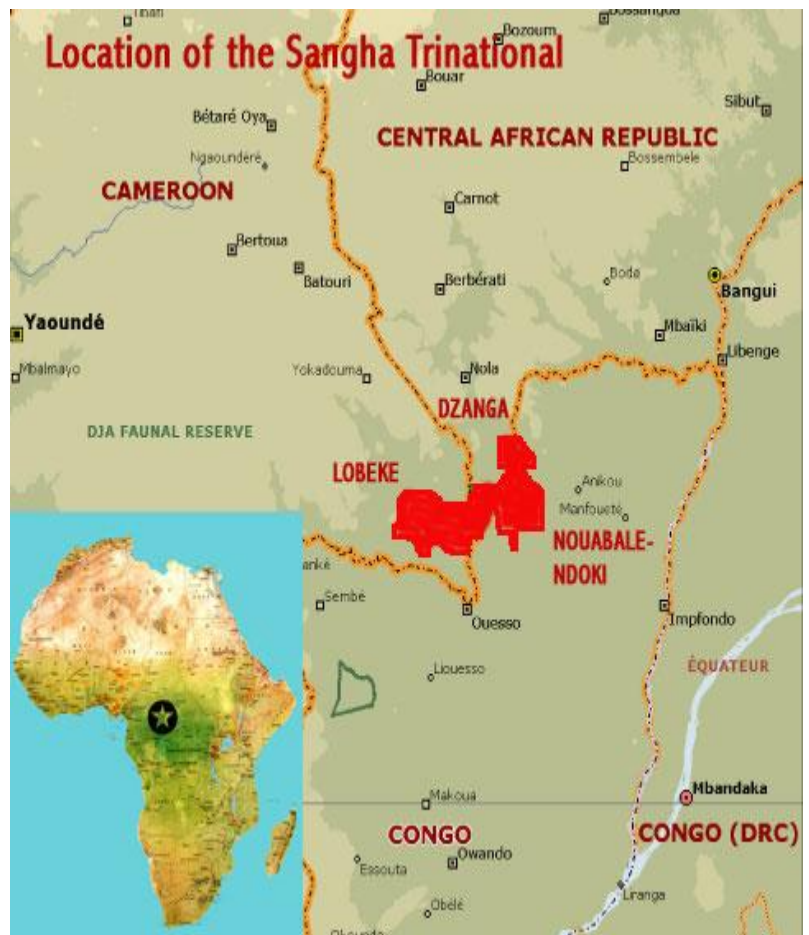 Location of the Sangha Trinational
Bozoum
Bouar
Sibut
Bétaré Oya
CENTRAL AFRICAN REPUBLIC
Ngaoundéré
Bossembele
CAMEROON
Carnot
Bertoua
Batouri
Berbérati
Boda
Bangui
Yaoundé
Mbaïki
Libenge
Mbalmayo
Yokadouma
Nola
DZANGA
DJA FAUNAL RESERVE
LOBEKE
Anikou
Manfoueté
NOUABALE-
NDOKI
Sembé
Ouesso
Impfondo
Liouesso
ÉQUATEUR
Makoua
Mbandaka
CONGO
CONGO (DRC)
Owando
Essouta
Liranga
Obélé